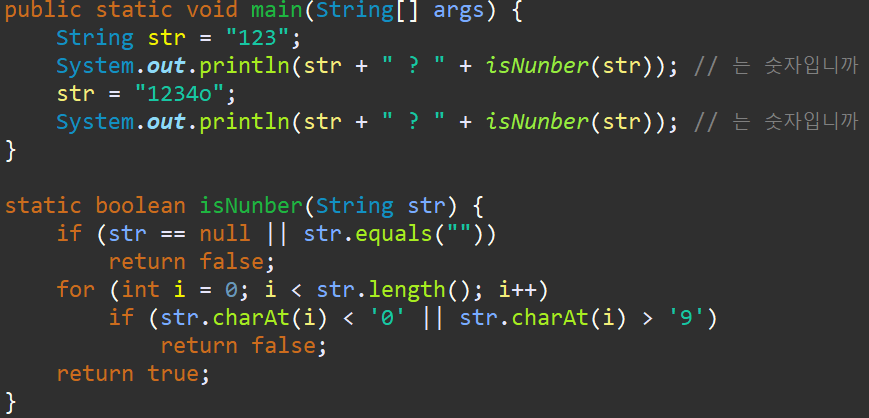 public static void main(String[] args) {
String str = "123";
System.out.println(str + " ? " + isNunber(str)); // 는 숫자입니까
str = "1234o";
System.out.println(str + " ? " + isNunber(str)); // 는 숫자입니까
}
static boolean isNunber(String str) {
if (str == null || str.equals(""))
return false;
for (int i = 0; i < str.length(); i++)
if (str.charAt(i) < '0' || str.charAt(i) > '9')
return false;
return true;
}